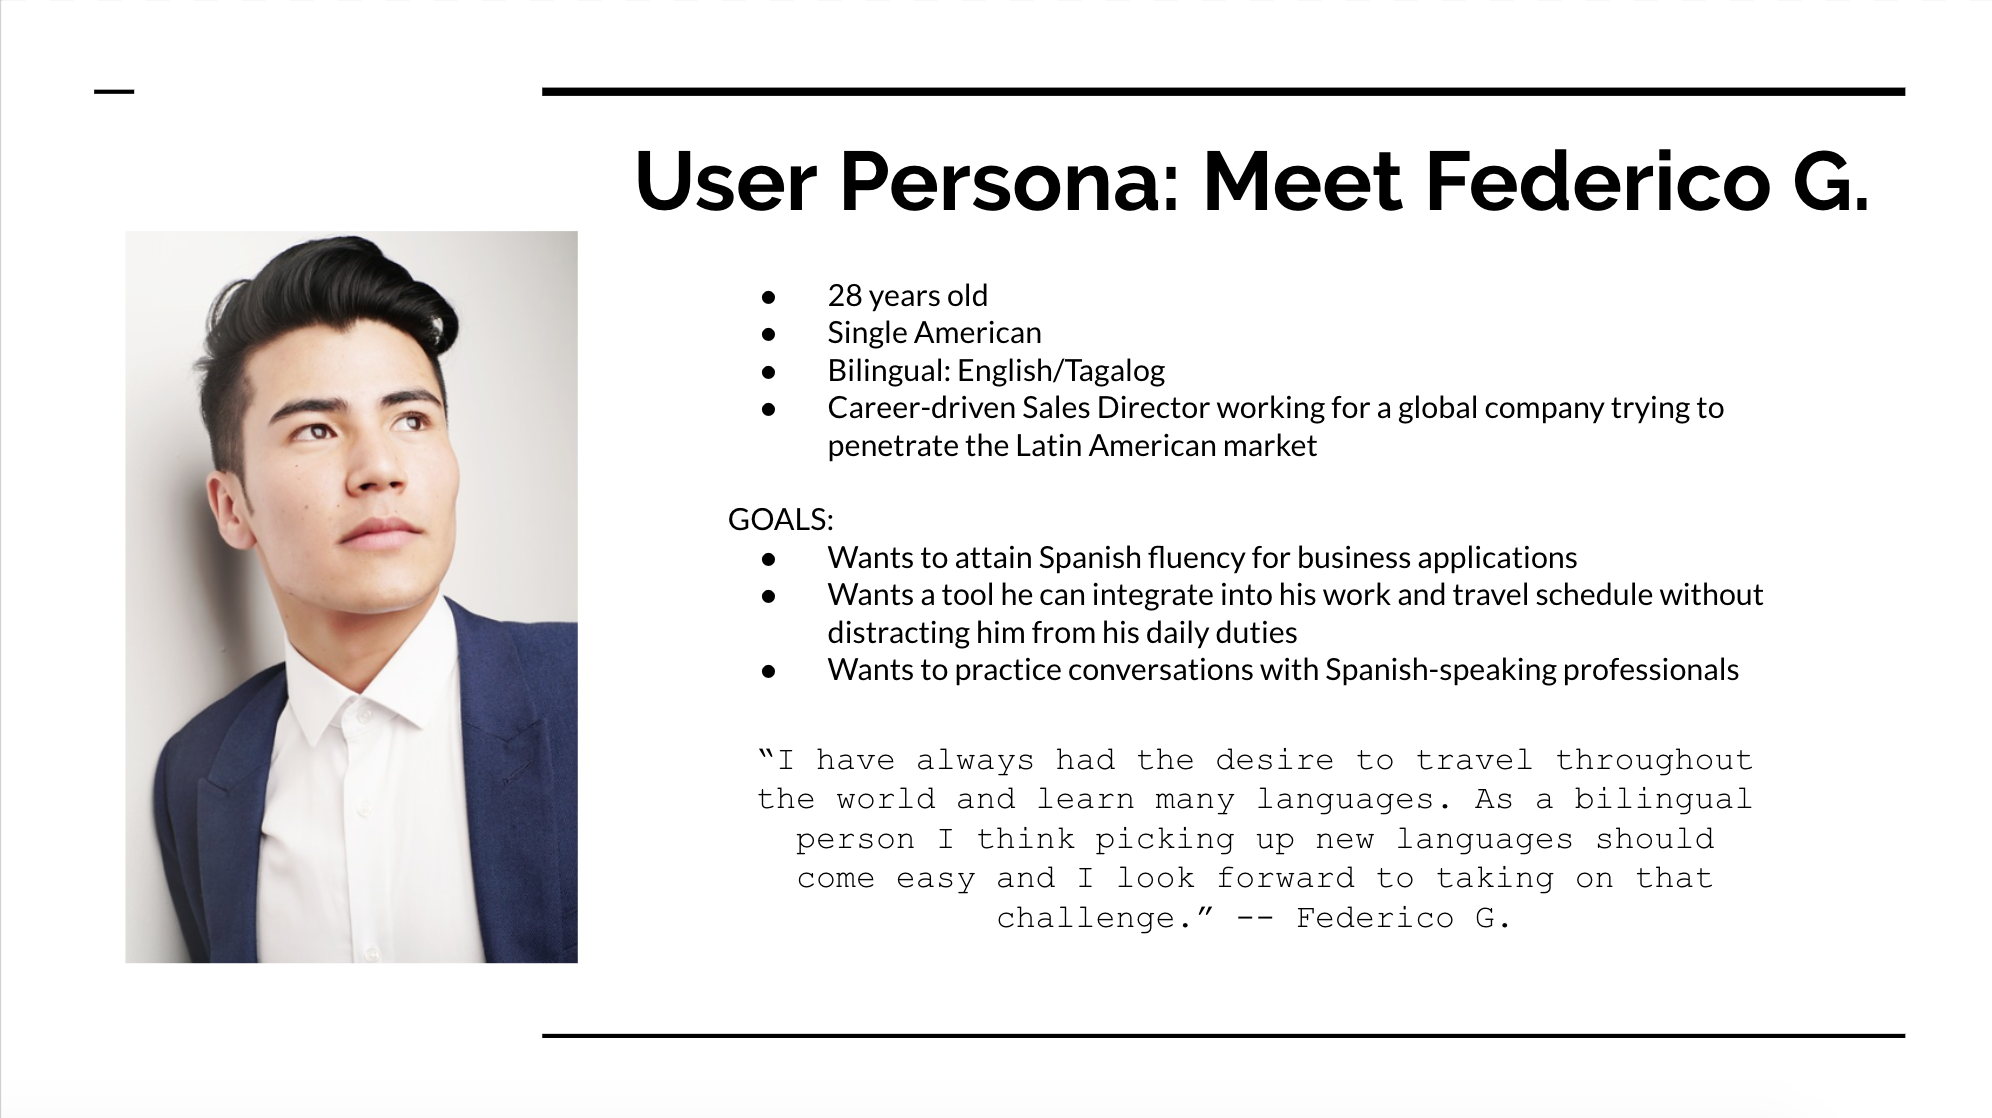 User Persona: Meet Federico G.
● 28 years old
● Single American
● Bilingual: English/Tagalog
● Career-driven Sales Director working for a global company trying to
penetrate the Latin American market
GOALS:
● Wants to attain Spanish fluency for business applications
● Wants a tool he can integrate into his work and travel schedule without
distracting him from his daily duties
● Wants to practice conversations with Spanish-speaking professionals
“I have always had the desire to travel throughout
the world and learn many languages. As a bilingual
person I think picking up new languages should
come easy and I look forward to taking on that
challenge.” -- Federico G.